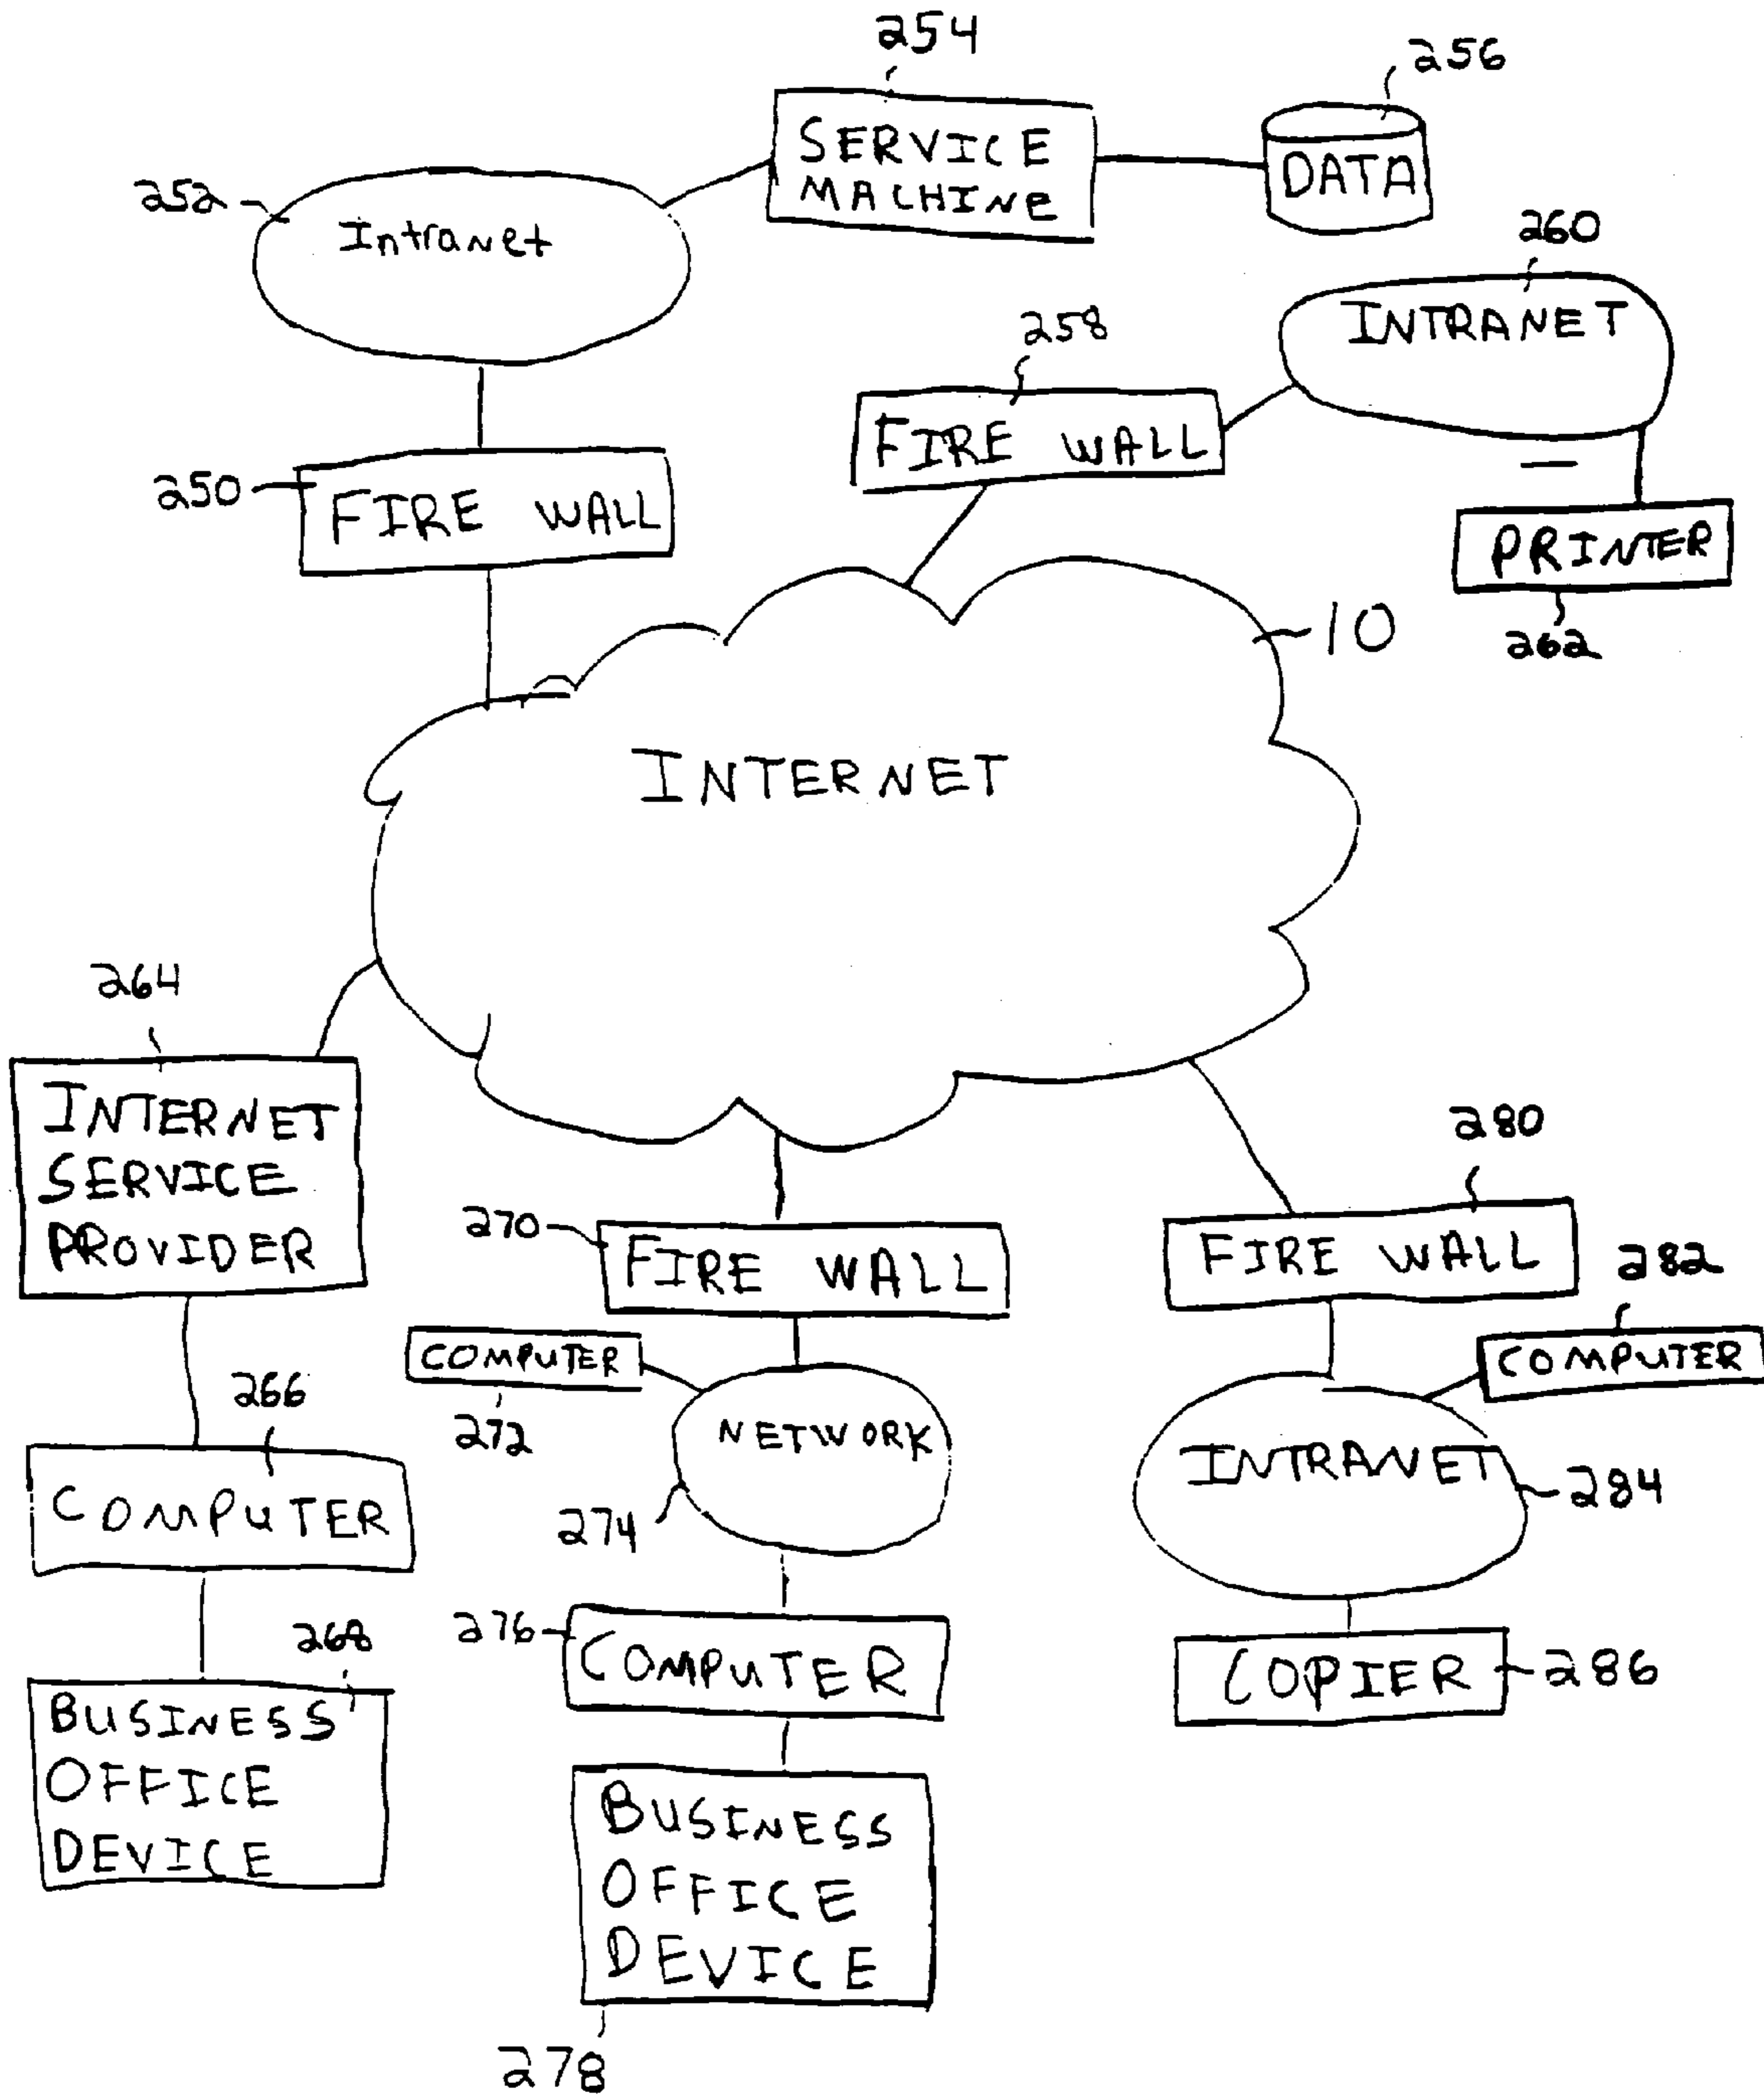 254
256
SERVICE
MACHINE
DATA
252
Intranet
260
INTRANET
258
FIRE WALL
250
FIRE WALL
PRINTER
262
10
INTERNET
264
INTERNET
SERVICE
PROVIDER
280
270
FIRE WALL
FIRE WALL
282
COMPUTER
COMPUTER
272
266
NETWORK
INTRANET
284
274
COMPUTER
276
COMPUTER
268
COPIER
286
BUSINESS
OFFICE
DEVICE
BUSINESS
OFFICE
DEVICE
278